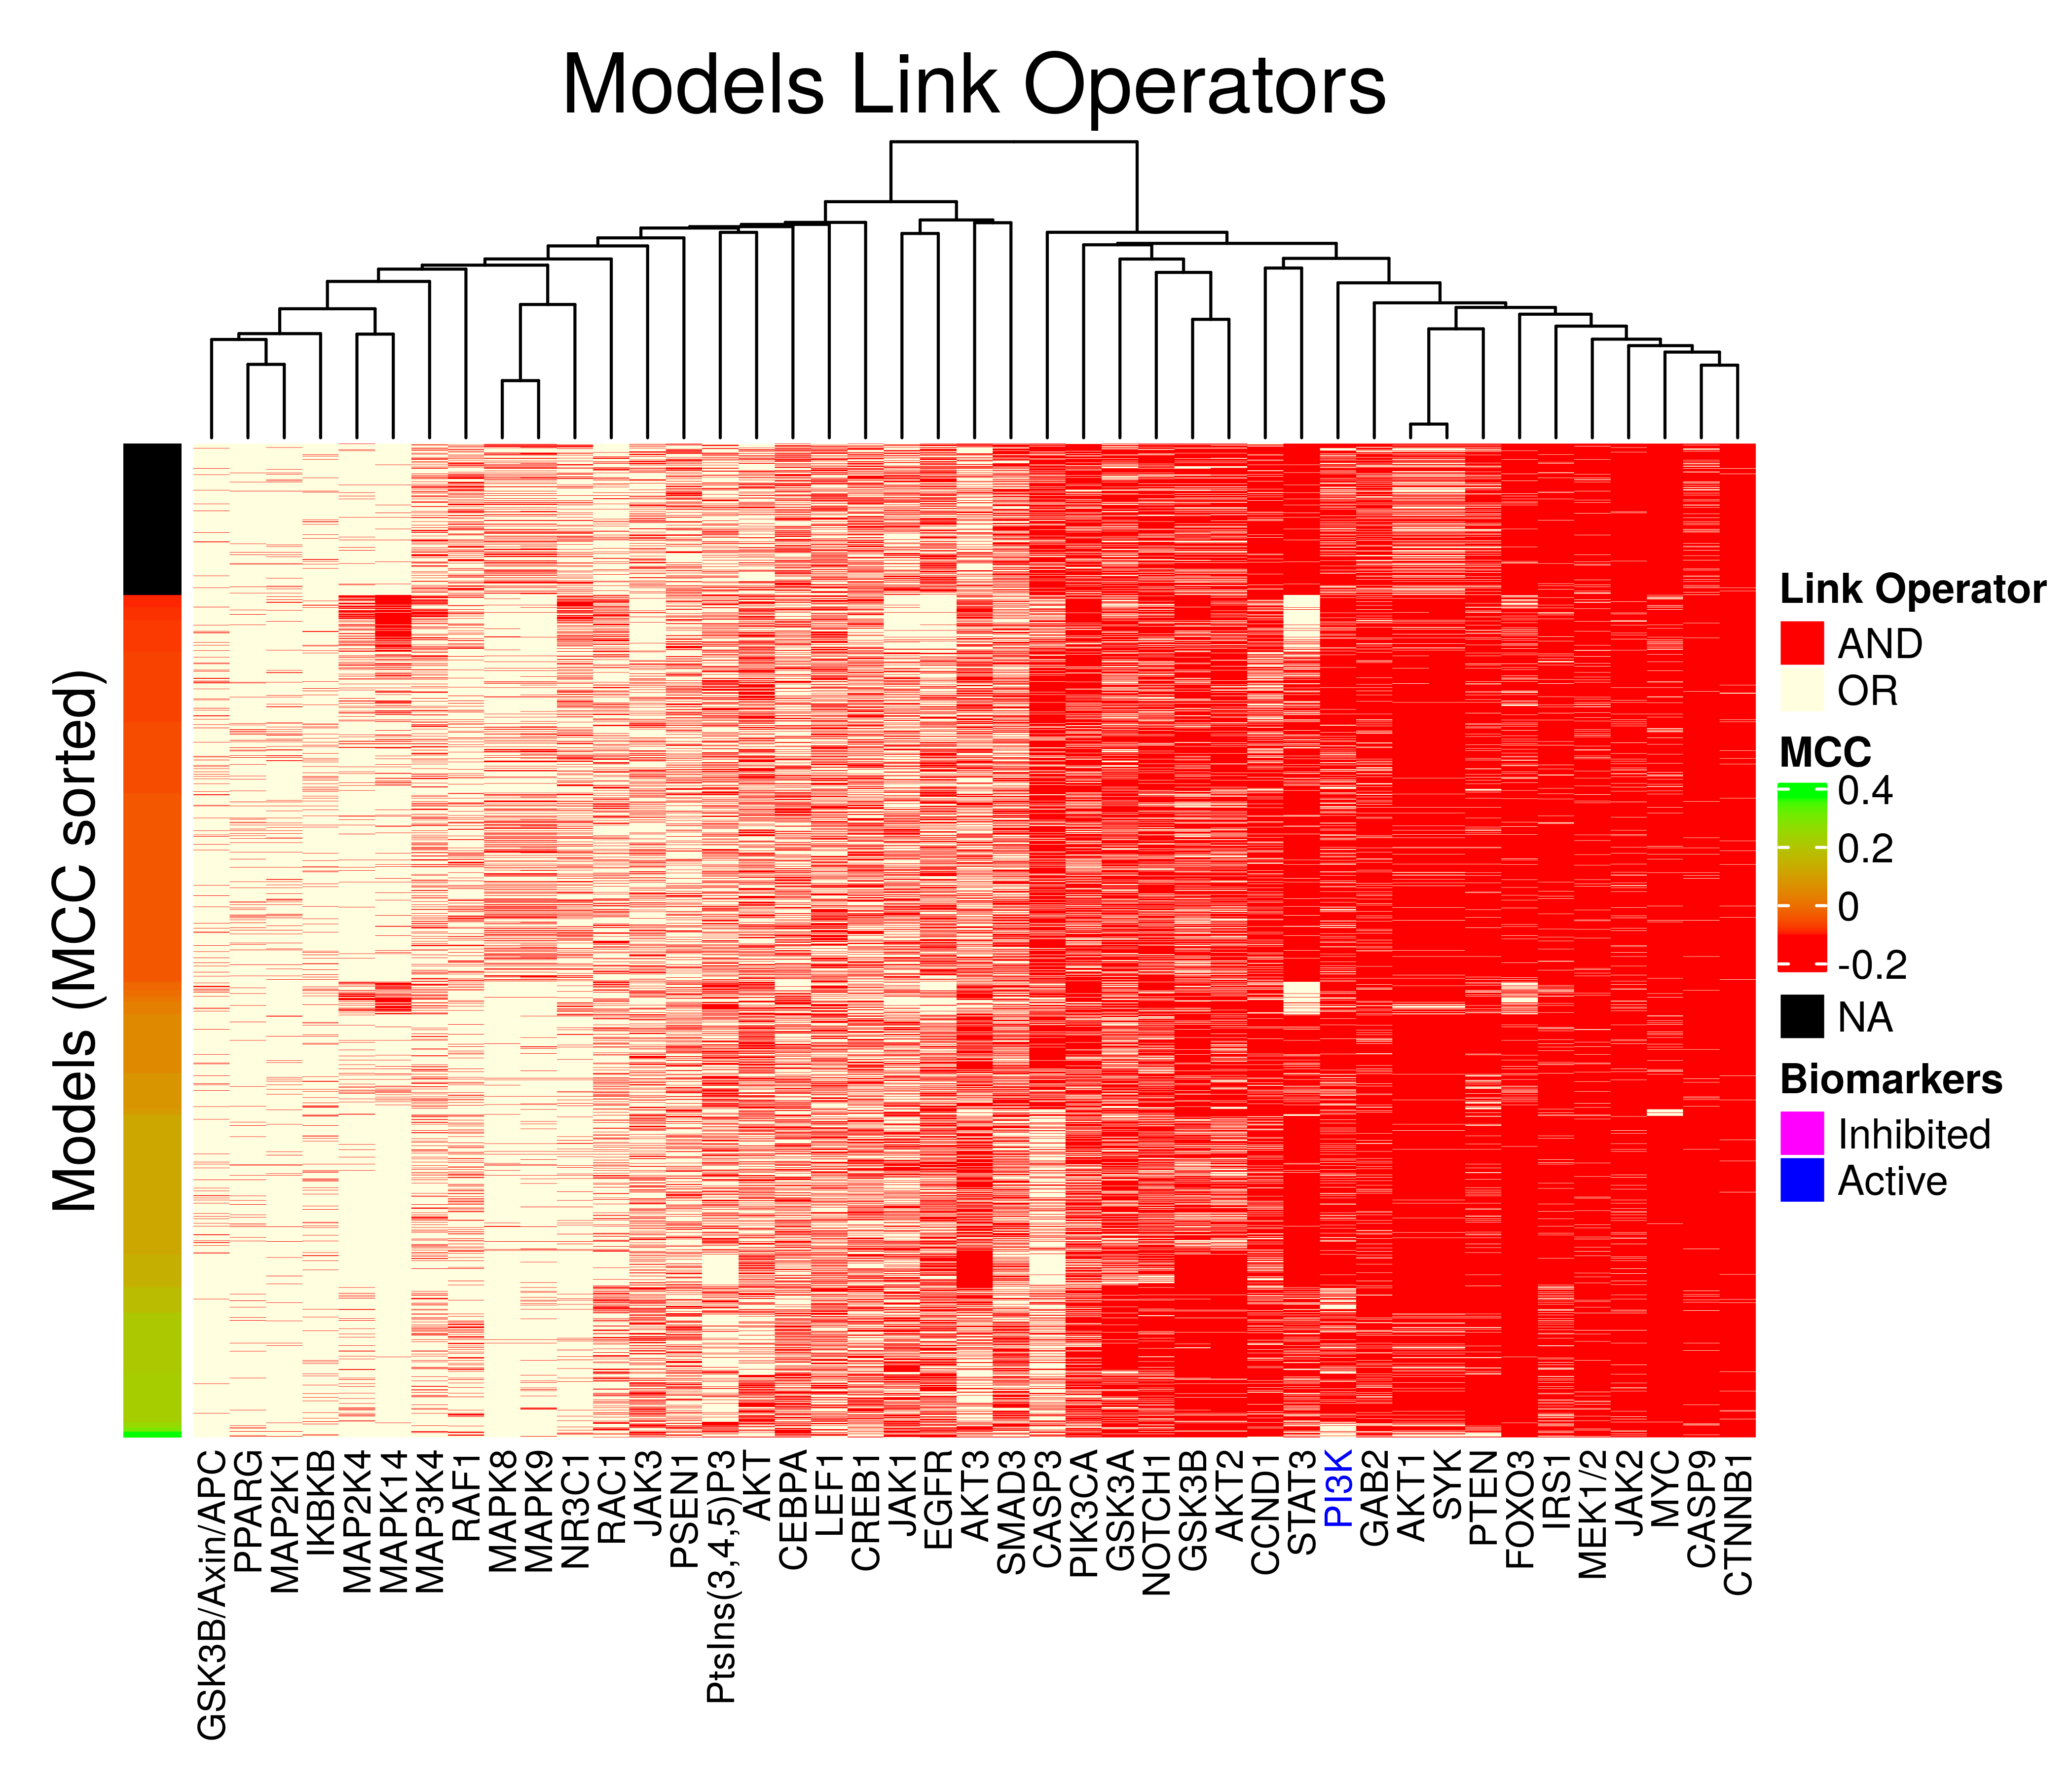 Models Link Operators
Models (MCC sorted)
Link Operator
AND
OR
MCC
0.4
0.2
0
-0.2
NA
Biomarkers
Inhibited
Active
GSK3B/Axin/APC
PPARG
MAP2K1
IKBKB
MAP2K4
MAPK14
MAP3K4
RAF1
MAPK8
MAPK9
NR3C1
RAC1
JAK3
PSEN1
PtsIns(3,4,5)P3
AKT
CEBPA
LEF1
CREB1
JAK1
EGFR
AKT3
SMAD3
CASP3
PIK3CA
GSK3A
NOTCH1
GSK3B
AKT2
CCND1
STAT3
PI3K
GAB2
AKT1
SYK
PTEN
FOXO3
IRS1
MEK1/2
JAK2
MYC
CASP9
CTNNB1